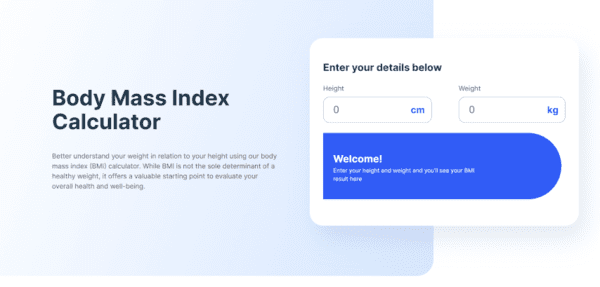 Body Mass Index
Calculator
Better understand your weight in relation to your height using our body
mass index (BMI) calculator. While BMI is not the sole determinant of a
healthy weight, it offers a valuable starting point to evaluate your
overall health and well-being.
Enter your details below
Height
Weight
0 cm
0 kg
Welcome!
Enter your height and weight and you'll see your BMI
result here